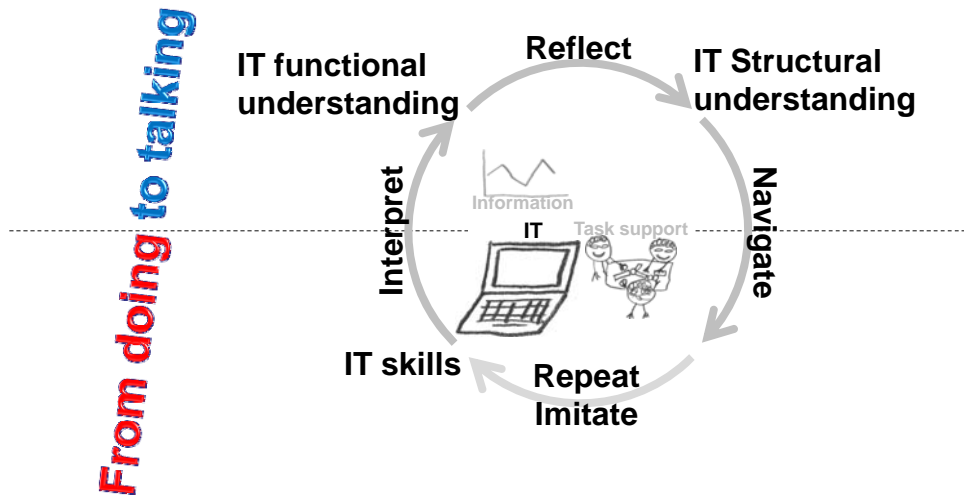 From doing to talking
Reflect
IT functional
understanding
IT Structural
understanding
Interpret
Navigate
Information
IT
Task support
IT skills
Repeat
Imitate